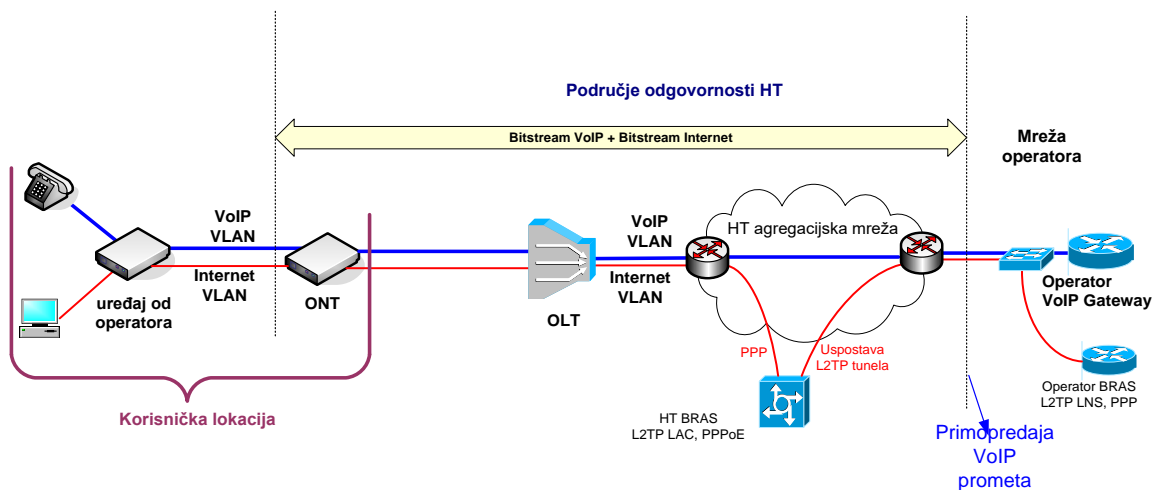 Područje odgovornosti HT
Bitstream VoIP + Bitstream Internet
Mreža
operatora
VoIP
VLAN
Internet
VLAN
uređaj od
operatora
ONT
OLT
VoIP
VLAN
Internet
VLAN
HT agregacijska mreža
Operator
VoIP Gateway
PPP
Uspostava
L2TP tunela
HT BRAS
L2TP LAC, PPPoE
Operator BRAS
L2TP LNS, PPP
Korisnička lokacija
Primopredaja
VoIP
prometa